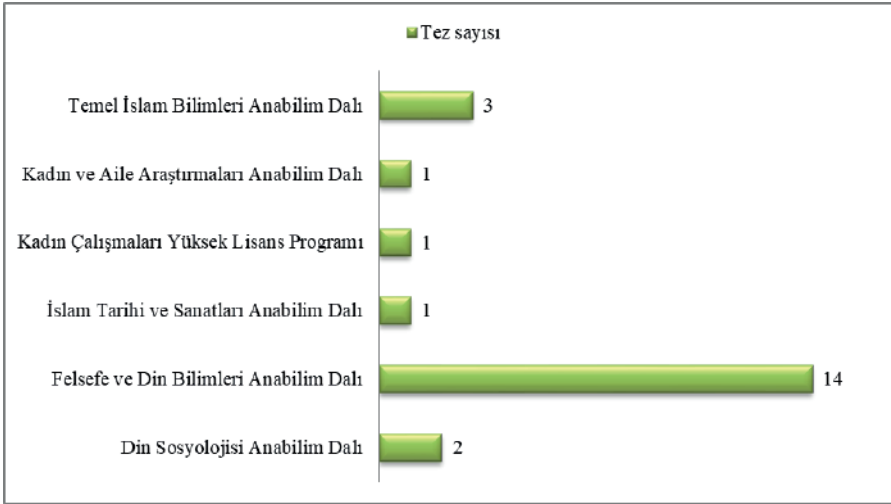 Tez sayısı
Temel İslam Bilimleri Anabilim Dalı 3
Kadın ve Aile Araştırmaları Anabilim Dalı 1
Kadın Çalışmaları Yüksek Lisans Programı 1
İslam Tarihi ve Sanatları Anabilim Dalı 1
Felsefe ve Din Bilimleri Anabilim Dalı 14
Din Sosyolojisi Anabilim Dalı 2